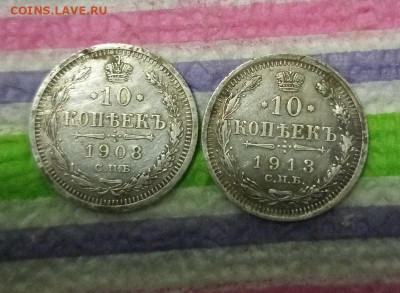 COINS.LAVE.RU
·10·
КОПѢЕКЪ
1908
С.П.Б.
·10·
КОПѢЕКЪ
1913
С.П.Б.